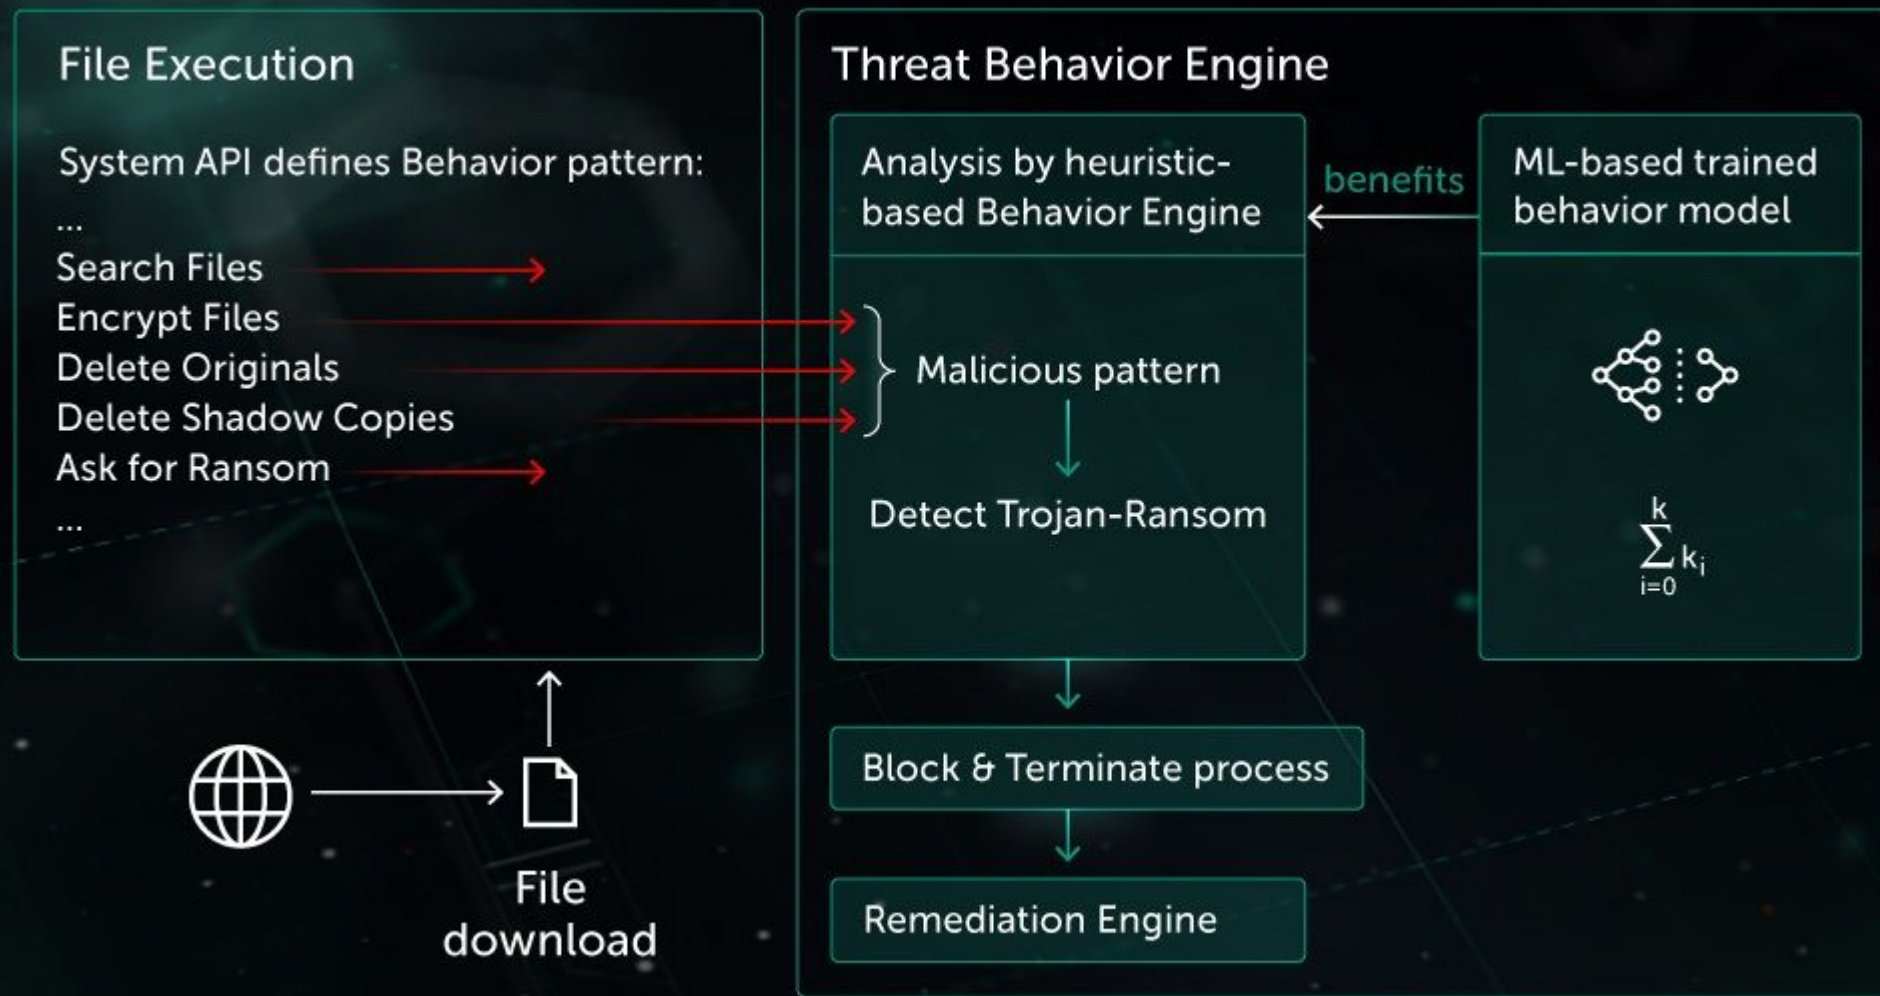 File Execution
System API defines Behavior pattern:
...
Search Files
Encrypt Files
Delete Originals
Delete Shadow Copies
Ask for Ransom
...
File
download
Threat Behavior Engine
Analysis by heuristic-
based Behavior Engine
Malicious pattern
Detect Trojan-Ransom
benefits
ML-based trained
behavior model
k
∑ kᵢ
i=0
Block & Terminate process
Remediation Engine